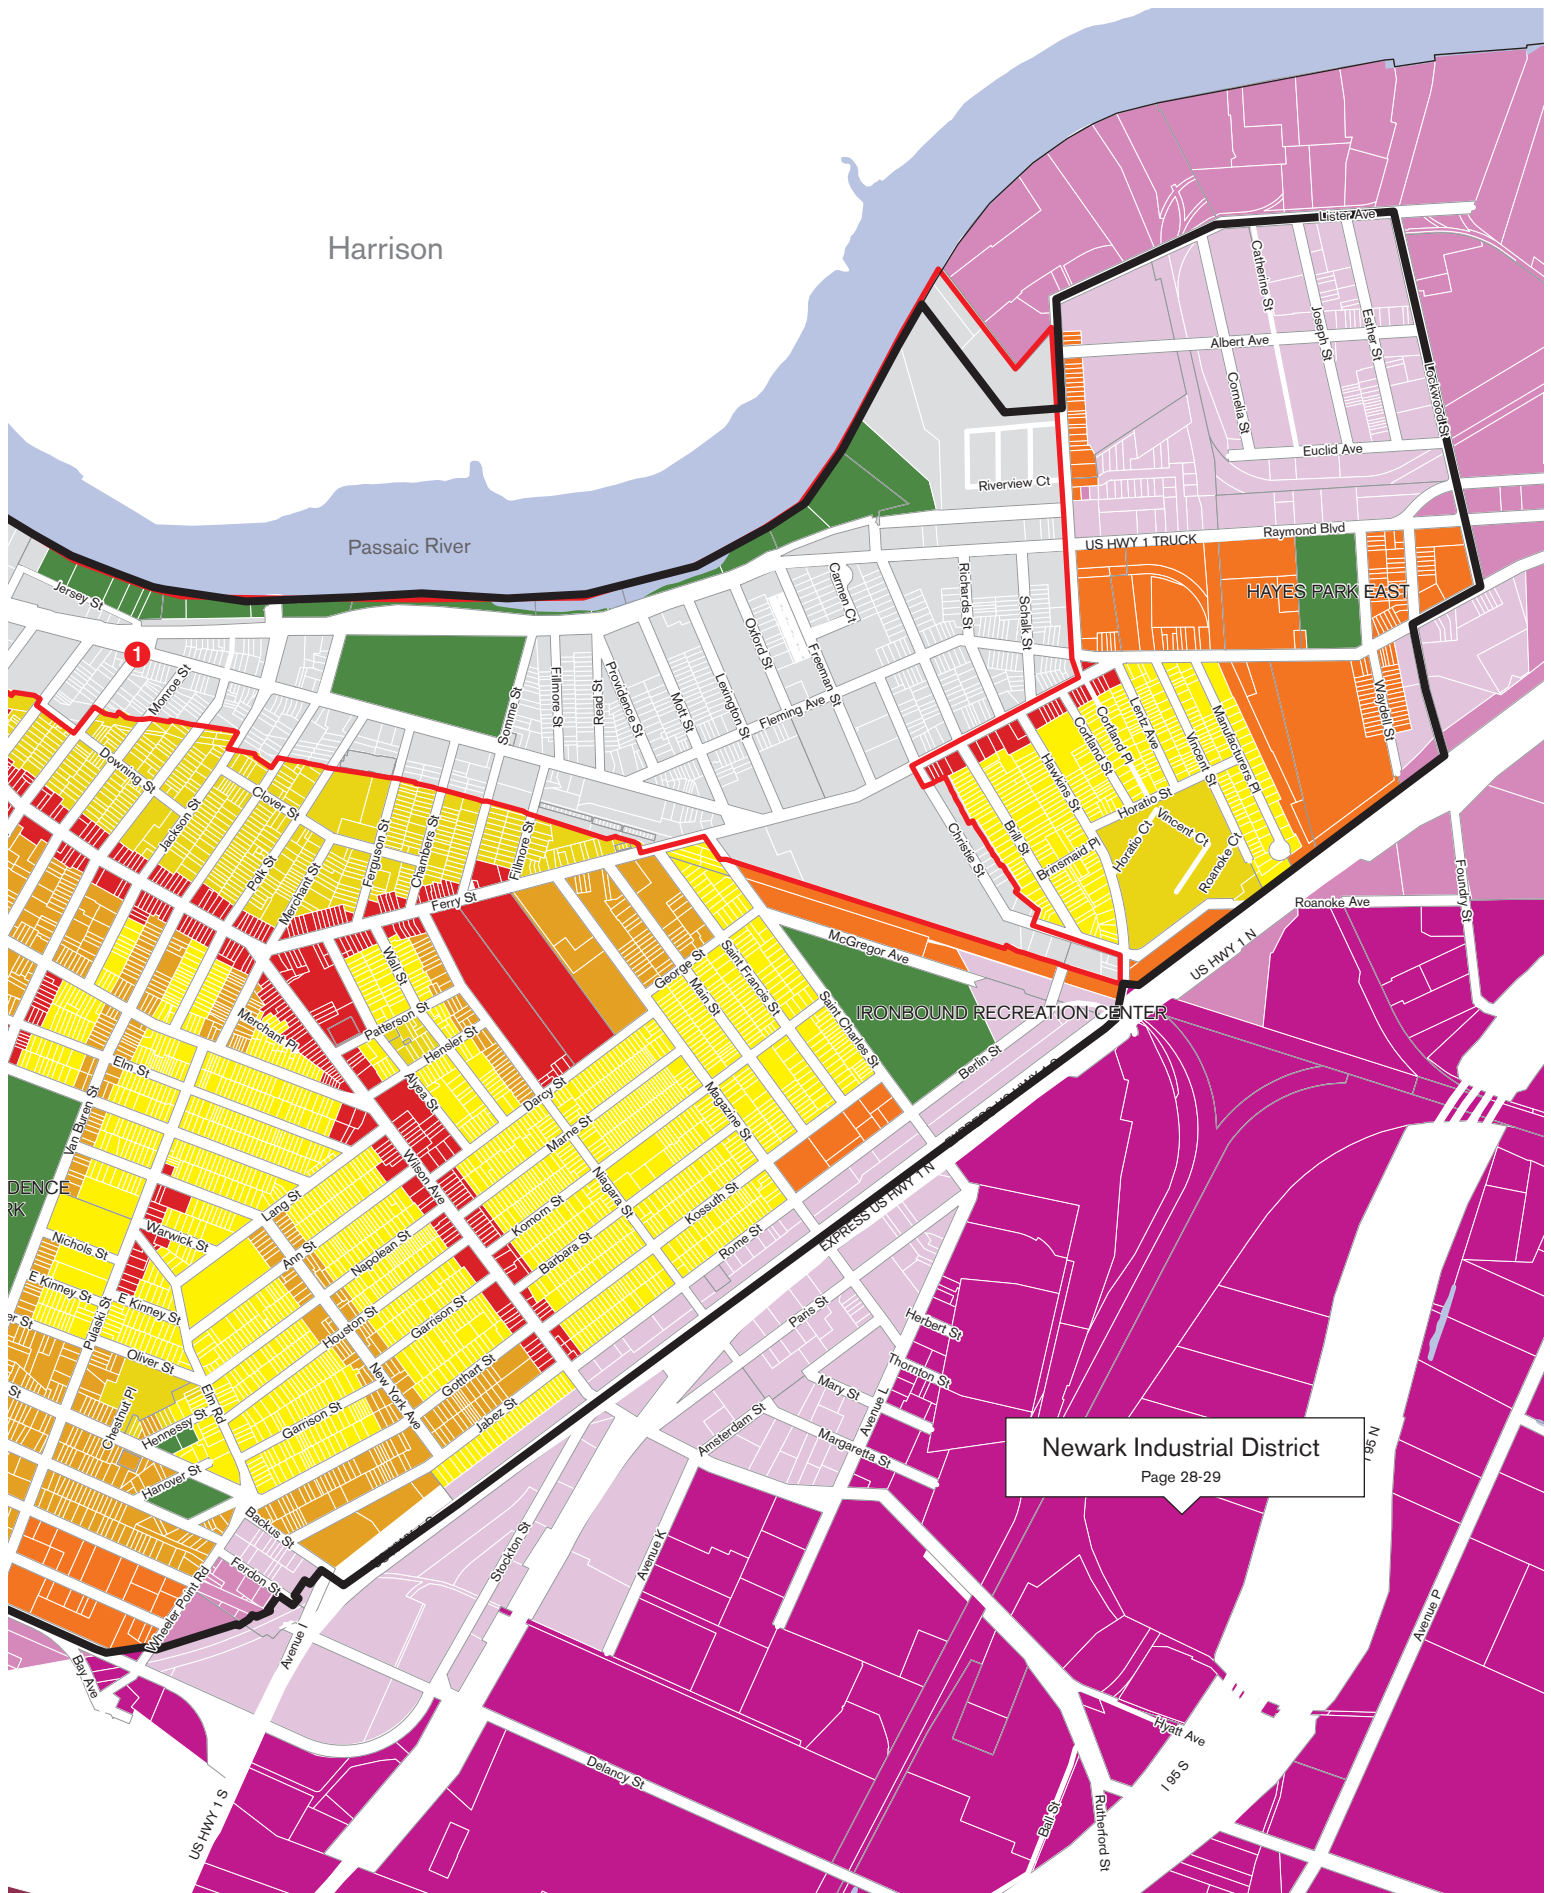 Harrison
Passaic River
Lister Ave
Catherine St
Joseph St
Esther St
Albert Ave
Cornelia St
Lockwood St
Euclid Ave
Riverview Ct
Raymond Blvd
US HWY 1 TRUCK
HAYES PARK EAST
Jersey St
1
Monroe St
Somme St
Fillmore St
Read St
Providence St
Mott St
Lexington St
Oxford St
Carmen Ct
Freeman St
Fleming Ave
Richards St
Schalk St
Waydell St
Manufacturers Pl
Vincent St
Lentz Ave
Cortland Pl
Cortland St
Hawkins St
Horatio St
Vincent Ct
Horatio Ct
Roanoke Ct
Brill St
Brinsmaid Pl
Christie St
Foundry St
Roanoke Ave
US HWY 1 N
Downing St
Jackson St
Clover St
Polk St
Merchant St
Ferguson St
Chambers St
Fillmore St
Ferry St
McGregor Ave
IRONBOUND RECREATION CENTER
Berlin St
Saint Francis St
Saint Charles St
George St
Main St
Wall St
Patterson St
Hensler St
Merchant Pl
Elm St
Alyea St
Darcy St
Marne St
Magazine St
Van Buren St
DENCE
RK
Wilson Ave
Niagara St
Lang St
Komorn St
Kossuth St
Warwick St
Nichols St
Ann St
Napolean St
Barbara St
Rome St
EXPRESS US HWY 1 N
E Kinney St
E Kinney St
er St
Pulaski St
Houston St
Garrison St
Paris St
Herbert St
Oliver St
Thornton St
St
Chestnut Pl
Elm Rd
New York Ave
Gotthart St
Mary St
Avenue L
Hennessy St
Garrison St
Jabez St
Amsterdam St
Margaretta St
Newark Industrial District
Page 28-29
I 95 N
Hanover St
Backus St
Ferdon St
Stockton St
Avenue K
Wheeler Point Rd
Avenue I
Avenue P
Bay Ave
Hyatt Ave
Delancy St
I 95 S
US HWY 1 S
Ball St
Rutherford St